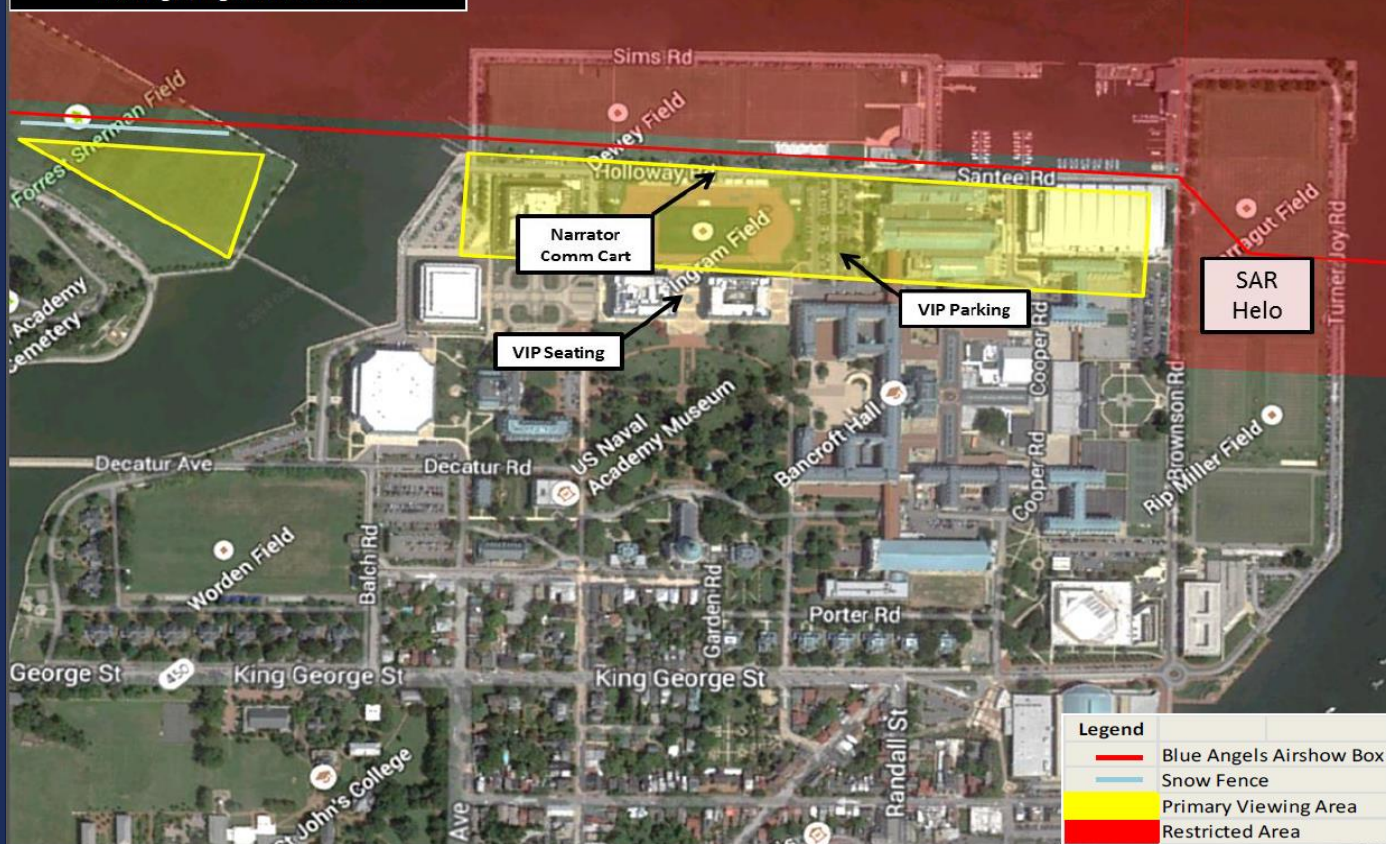 Sims Rd
Forrest Sherman Field
Dewey Field
Holloway
Santee Rd
Narrator
Comm Cart
Ingram Field
VIP Parking
VIP Seating
SAR
Helo
Turner Joy Rd
Academy
Cemetery
Cooper Rd
US Naval
Academy Museum
Bancroft Hall
Cooper Rd
Brownson Rd
Rip Miller Field
Decatur Ave
Decatur Rd
Worden Field
Balch Rd
Garden Rd
Porter Rd
George St
450
King George St
King George St
Randall St
St John's College
Ave
Legend
Blue Angels Airshow Box
Snow Fence
Primary Viewing Area
Restricted Area